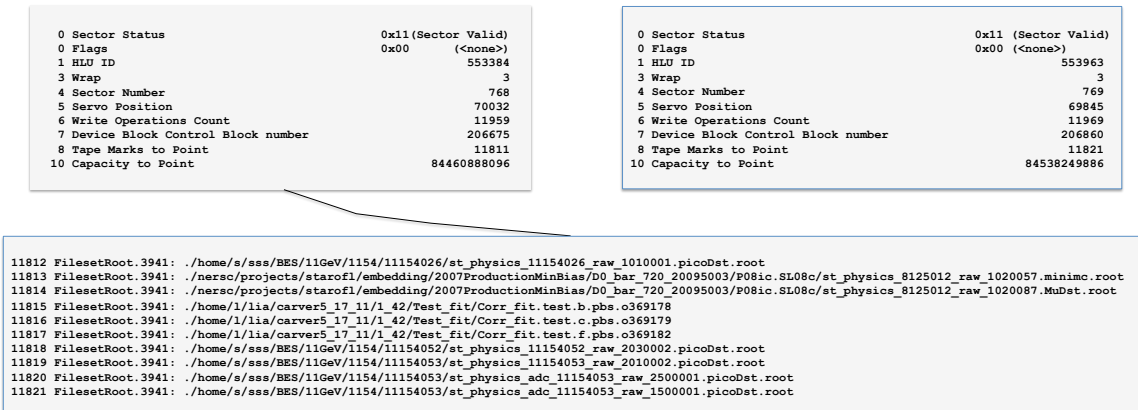 0 Sector Status 0x11(Sector Valid)
0 Flags 0x00 (<none>)
1 HLU ID 553384
3 Wrap 3
4 Sector Number 768
5 Servo Position 70032
6 Write Operations Count 11959
7 Device Block Control Block number 206675
8 Tape Marks to Point 11811
10 Capacity to Point 84460888096
0 Sector Status 0x11 (Sector Valid)
0 Flags 0x00 (<none>)
1 HLU ID 553963
3 Wrap 3
4 Sector Number 769
5 Servo Position 69845
6 Write Operations Count 11969
7 Device Block Control Block number 206860
8 Tape Marks to Point 11821
10 Capacity to Point 84538249886
11812 FilesetRoot.3941: ./home/s/sss/BES/11GeV/1154/11154026/st_physics_11154026_raw_1010001.picoDst.root
11813 FilesetRoot.3941: ./nersc/projects/starofl/embedding/2007ProductionMinBias/D0_bar_720_20095003/P08ic.SL08c/st_physics_8125012_raw_1020057.minimc.root
11814 FilesetRoot.3941: ./nersc/projects/starofl/embedding/2007ProductionMinBias/D0_bar_720_20095003/P08ic.SL08c/st_physics_8125012_raw_1020087.MuDst.root
11815 FilesetRoot.3941: ./home/l/lia/carver5_17_11/1_42/Test_fit/Corr_fit.test.b.pbs.o369178
11816 FilesetRoot.3941: ./home/l/lia/carver5_17_11/1_42/Test_fit/Corr_fit.test.c.pbs.o369179
11817 FilesetRoot.3941: ./home/l/lia/carver5_17_11/1_42/Test_fit/Corr_fit.test.f.pbs.o369182
11818 FilesetRoot.3941: ./home/s/sss/BES/11GeV/1154/11154052/st_physics_11154052_raw_2030002.picoDst.root
11819 FilesetRoot.3941: ./home/s/sss/BES/11GeV/1154/11154053/st_physics_11154053_raw_2010002.picoDst.root
11820 FilesetRoot.3941: ./home/s/sss/BES/11GeV/1154/11154053/st_physics_adc_11154053_raw_2500001.picoDst.root
11821 FilesetRoot.3941: ./home/s/sss/BES/11GeV/1154/11154053/st_physics_adc_11154053_raw_1500001.picoDst.root